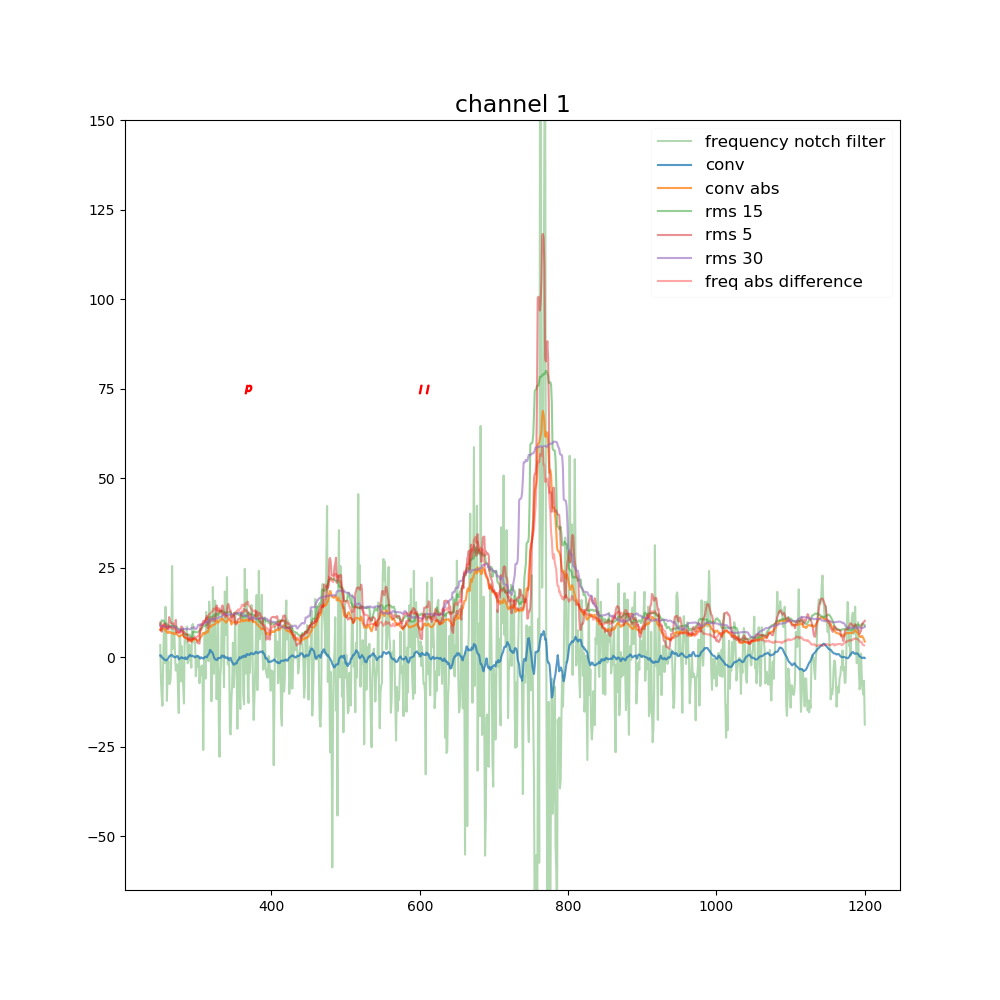 channel 1
150
125
100
75
50
25
0
−25
−50
400 600 800 1000 1200
frequency notch filter
conv
conv abs
rms 15
rms 5
rms 30
freq abs difference
p
ıı